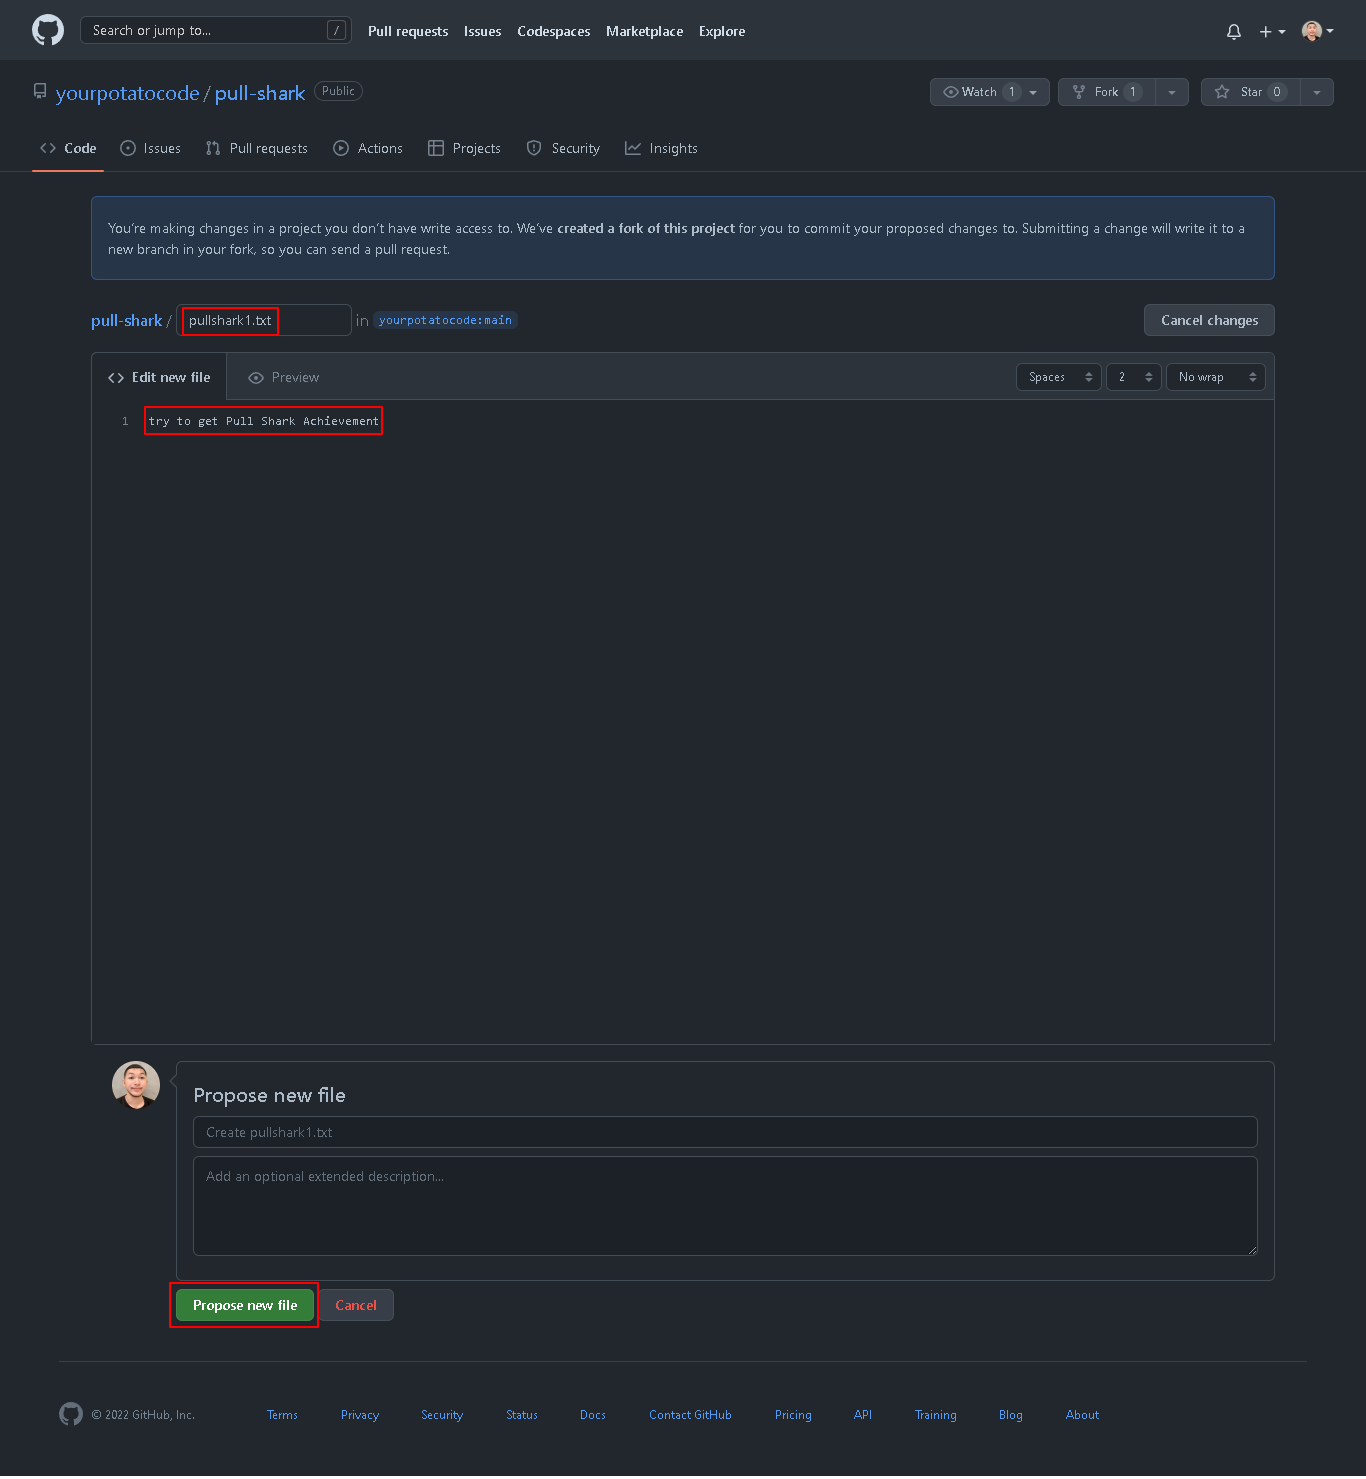 Search or jump to... /
Pull requests Issues Codespaces Marketplace Explore
yourpotatocode / pull-shark Public
Watch 1 Fork 1 Star 0
Code Issues Pull requests Actions Projects Security Insights
You're making changes in a project you don't have write access to. We've created a fork of this project for you to commit your proposed changes to. Submitting a change will write it to a
new branch in your fork, so you can send a pull request.
pull-shark / pullshark1.txt in yourpotatocode:main Cancel changes
Edit new file Preview Spaces 2 No wrap
1 try to get Pull Shark Achievement
Propose new file
Create pullshark1.txt
Add an optional extended description...
Propose new file Cancel
© 2022 GitHub, Inc. Terms Privacy Security Status Docs Contact GitHub Pricing API Training Blog About